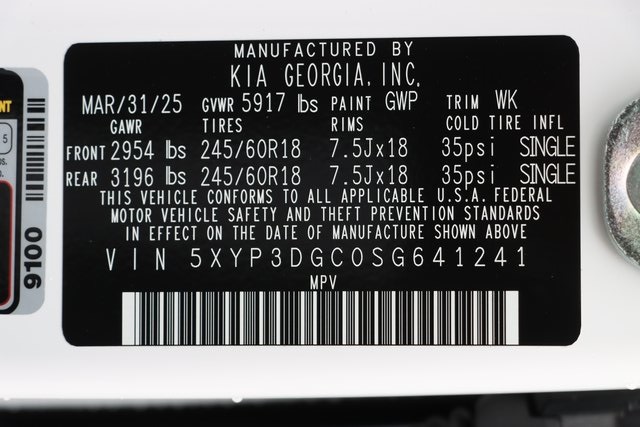 MANUFACTURED BY
KIA GEORGIA, INC,
MAR/31/25 GVWR 5917 lbs PAINT GWP TRIM WK
GAWR TIRES RIMS COLD TIRE INFL
FRONT 2954 lbs 245/60R18 7.5Jx18 35psi SINGLE
REAR 3196 lbs 245/60R18 7.5Jx18 35psi SINGLE
THIS VEHICLE CONFORMS TO ALL APPLICABLE U.S.A. FEDERAL
MOTOR VEHICLE SAFETY AND THEFT PREVENTION STANDARDS
IN EFFECT ON THE DATE OF MANUFACTURE SHOWN ABOVE
VIN 5XYP3DGC0SG641241
MPV
9100
5